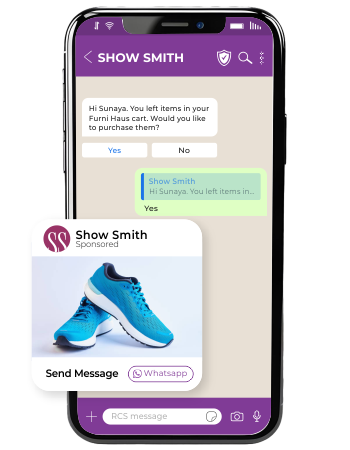 SHOW SMITH
Hi Sunaya. You left items in your
Furni Haus cart. Would you like
to purchase them?
Yes
No
Show Smith
Hi Sunaya. You left items in...
Yes
Show Smith
Sponsored
Send Message
Whatsapp
RCS message